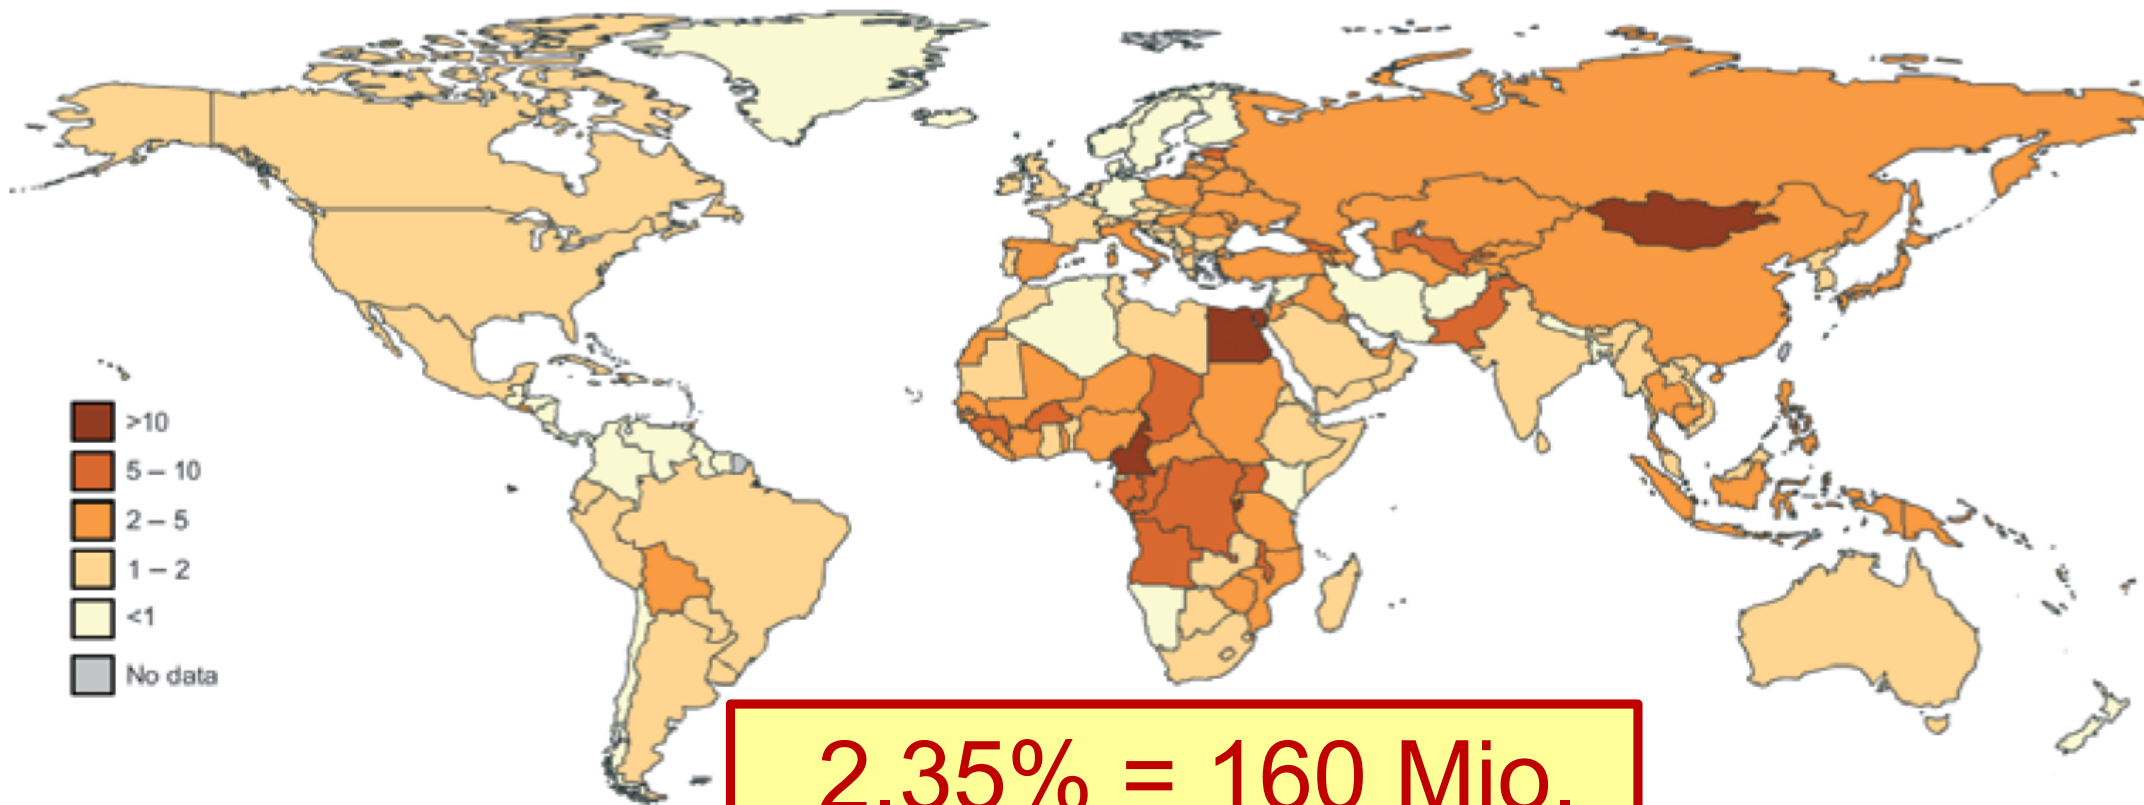 >10
5 – 10
2 – 5
1 – 2
<1
No data
2.35% = 160 Mio.